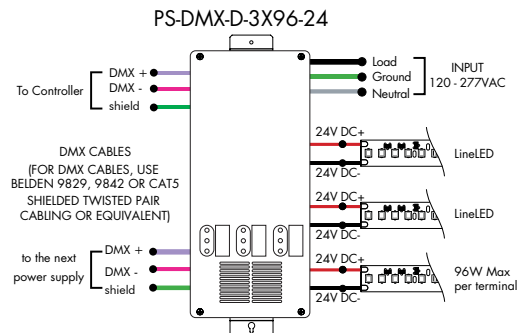 PS-DMX-D-3X96-24
To Controller
DMX +
DMX -
shield
Load
Ground
Neutral
INPUT
120 - 277VAC
DMX CABLES
(FOR DMX CABLES, USE
BELDEN 9829, 9842 OR CAT5
SHIELDED TWISTED PAIR
CABLING OR EQUIVALENT)
24V DC+
24V DC-
LineLED
24V DC+
24V DC-
LineLED
to the next
power supply
DMX +
DMX -
shield
24V DC+
24V DC-
96W Max
per terminal